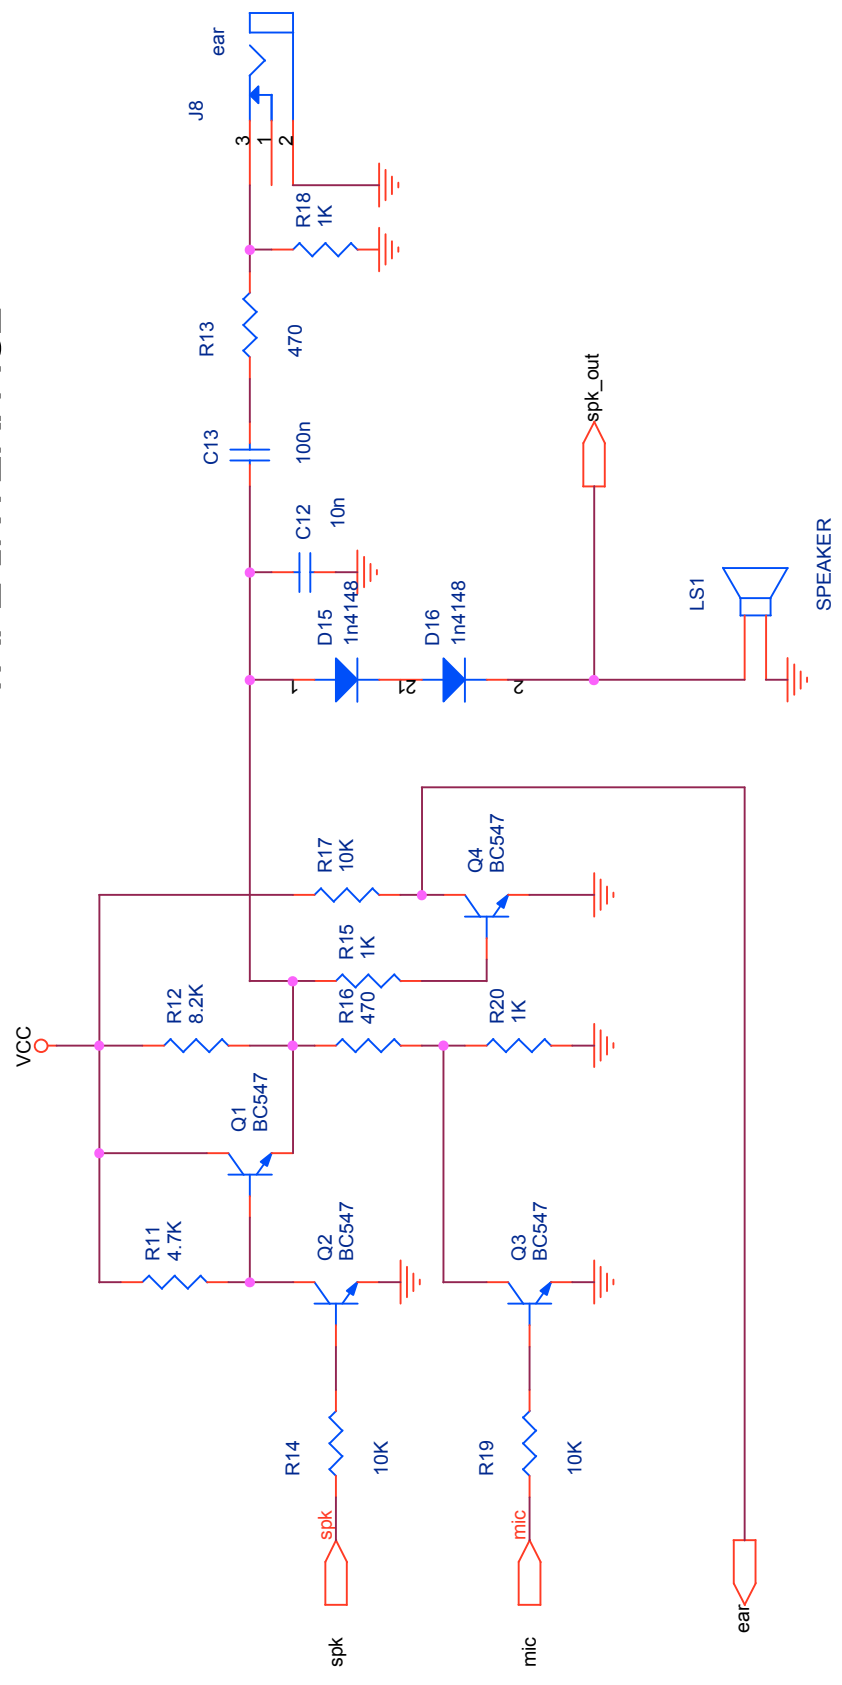 ear
J8
3
1
2
R18
1K
R13
470
C13
100n
C12
10n
spk_out
D15
1n4148
D16
1n4148
1
21
2
LS1
SPEAKER
R17
10K
Q4
BC547
R15
1K
R12
8.2K
R16
470
R20
1K
VCC
Q1
BC547
R11
4.7K
Q2
BC547
Q3
BC547
R14
10K
R19
10K
spk
spk
mic
mic
ear